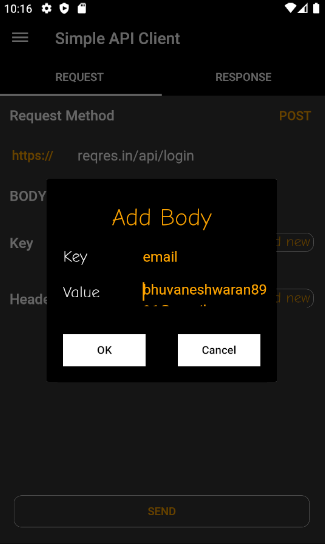 10:16
Simple API Client
REQUEST
RESPONSE
Request Method
POST
https://
reqres.in/api/login
BODY
Add Body
Key
email
Key
new
Value
bhuvaneshwaran89
new
OK
Cancel
SEND